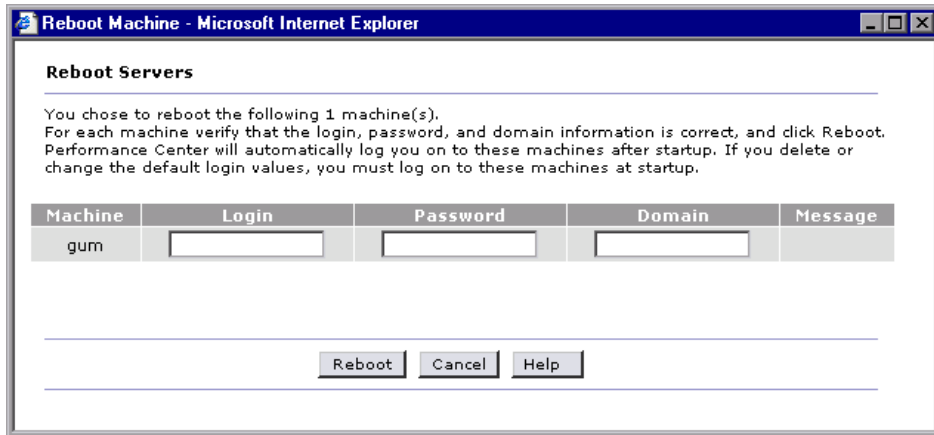 Reboot Machine - Microsoft Internet Explorer
Reboot Servers
You chose to reboot the following 1 machine(s).
For each machine verify that the login, password, and domain information is correct, and click Reboot.
Performance Center will automatically log you on to these machines after startup. If you delete or
change the default login values, you must log on to these machines at startup.
Machine Login Password Domain Message
gum
Reboot Cancel Help